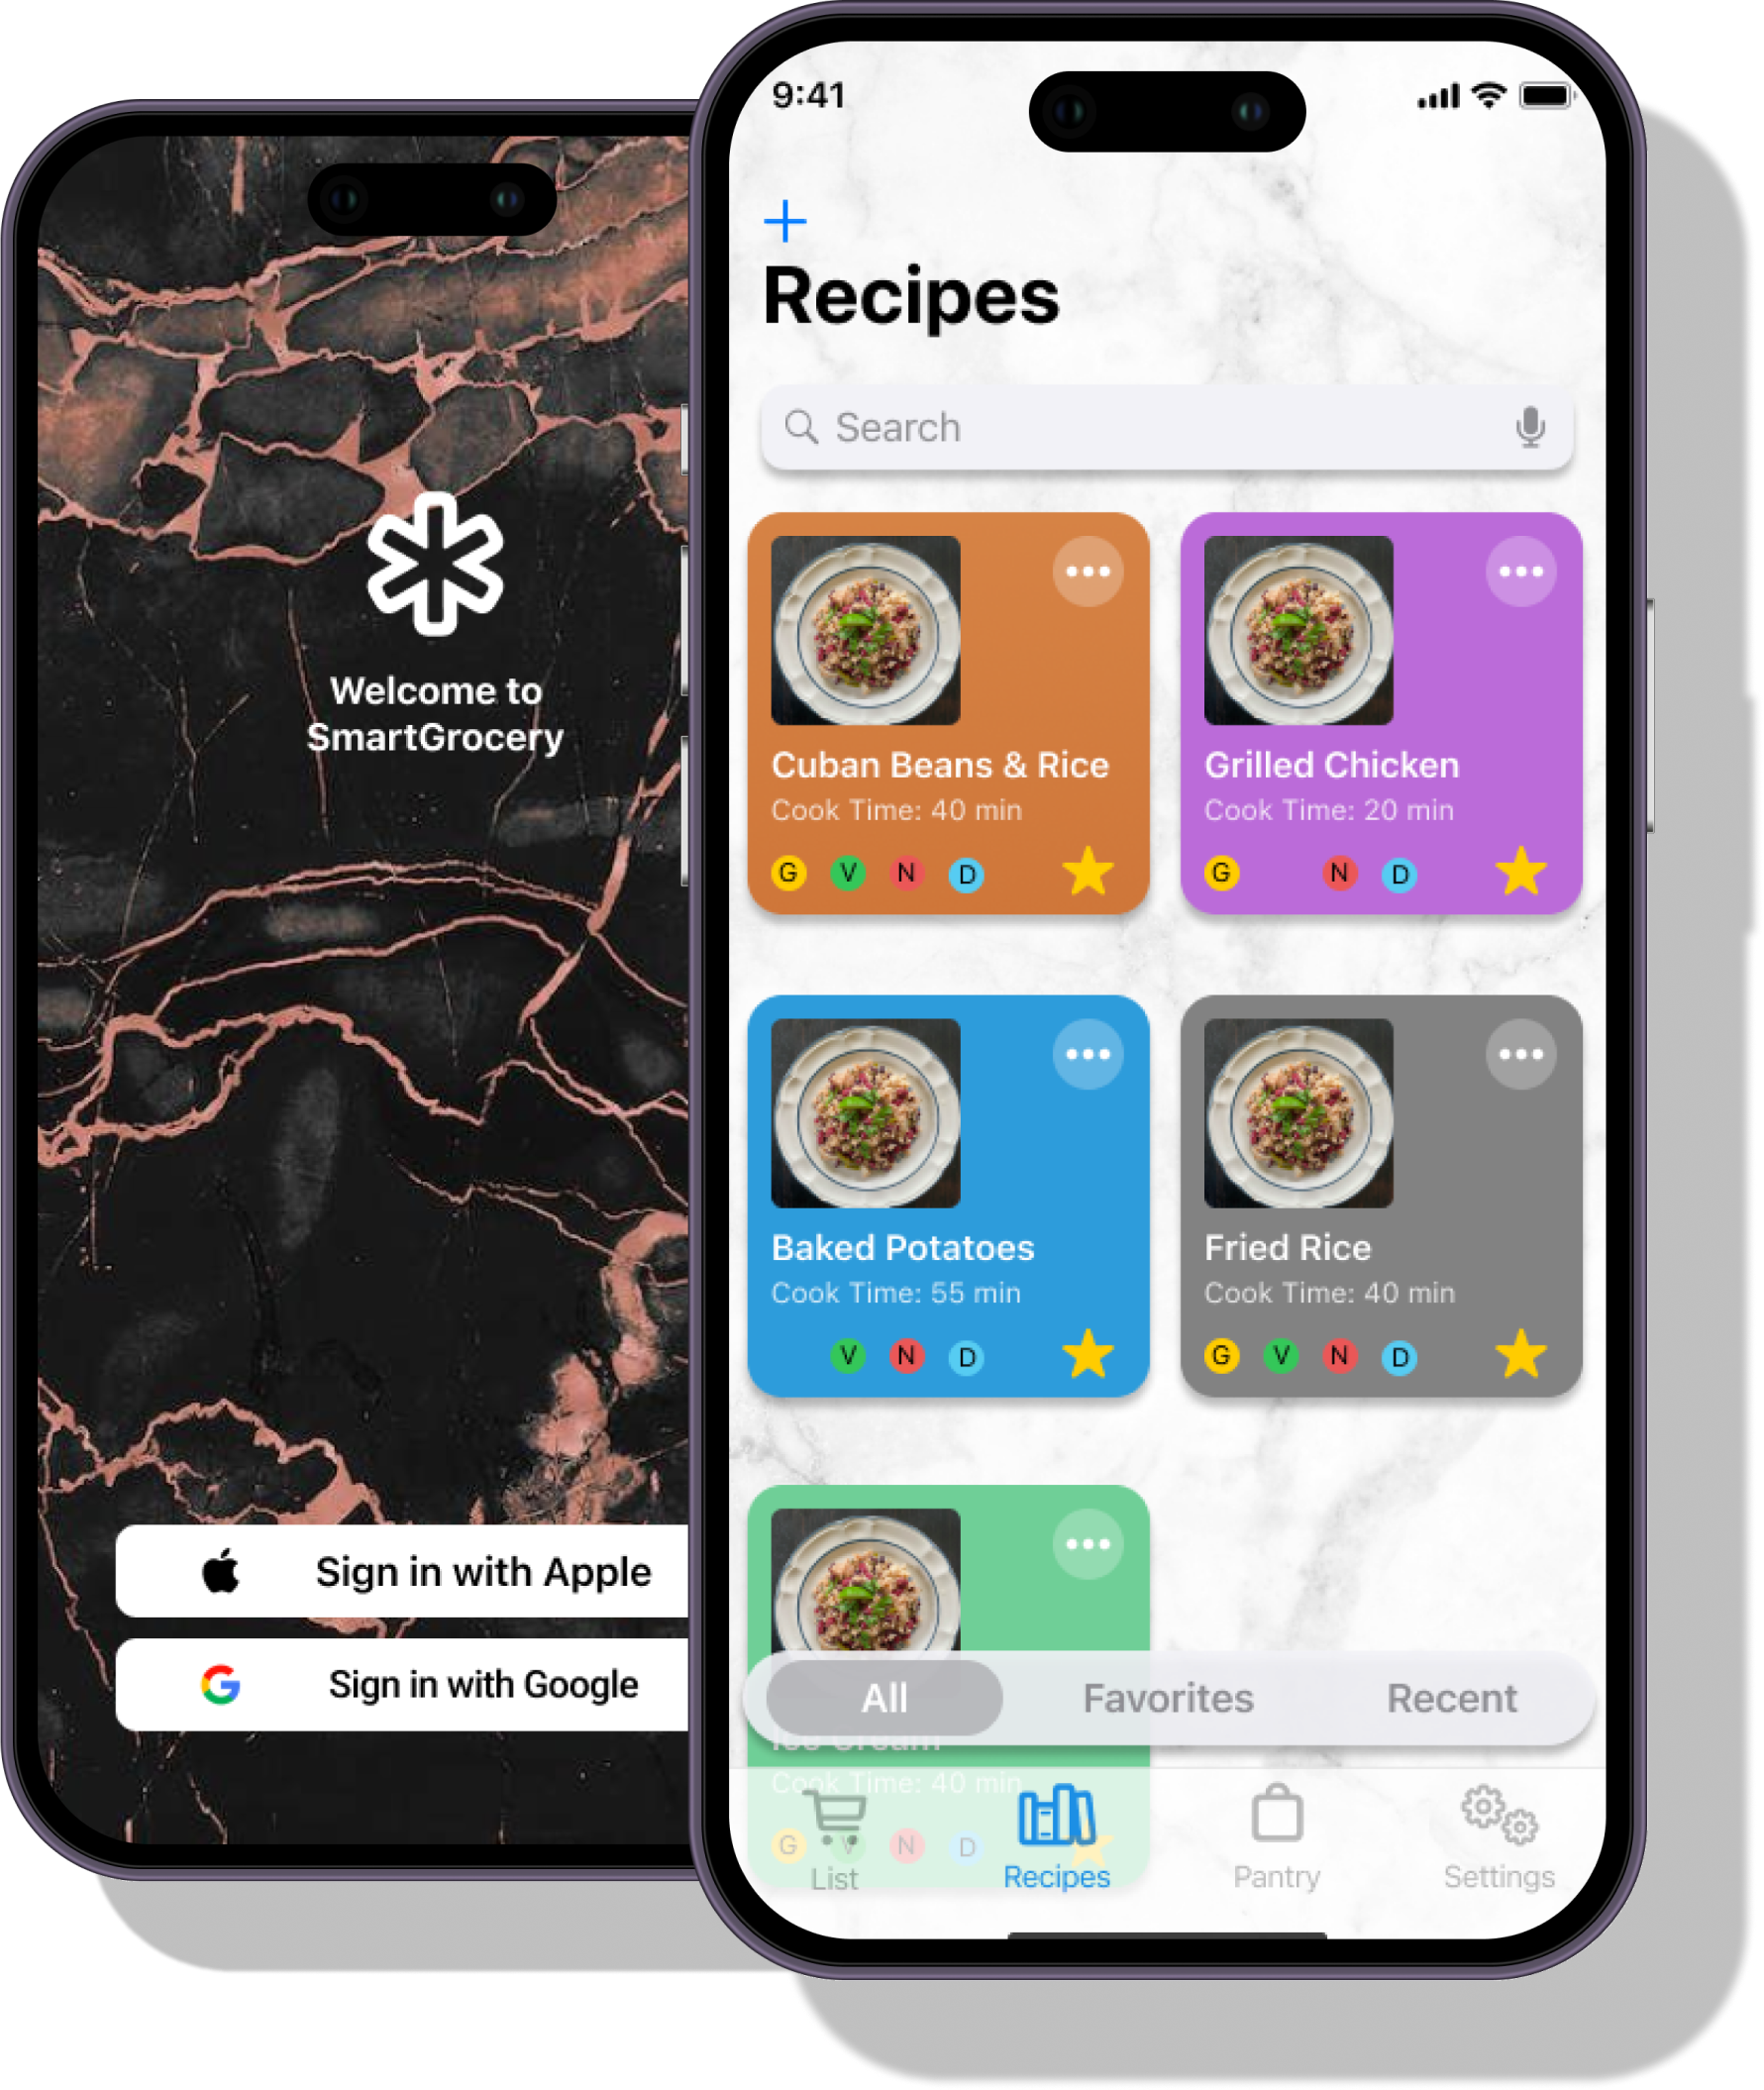 Welcome to
SmartGrocery
Sign in with Apple
Sign in with Google
9:41
Recipes
Search
Cuban Beans & Rice
Cook Time: 40 min
G V N D
Grilled Chicken
Cook Time: 20 min
G N D
Baked Potatoes
Cook Time: 55 min
V N D
Fried Rice
Cook Time: 40 min
G V N D
All Favorites Recent
Ice Cream
Cook Time: 40 min
G V N D
List Recipes Pantry Settings